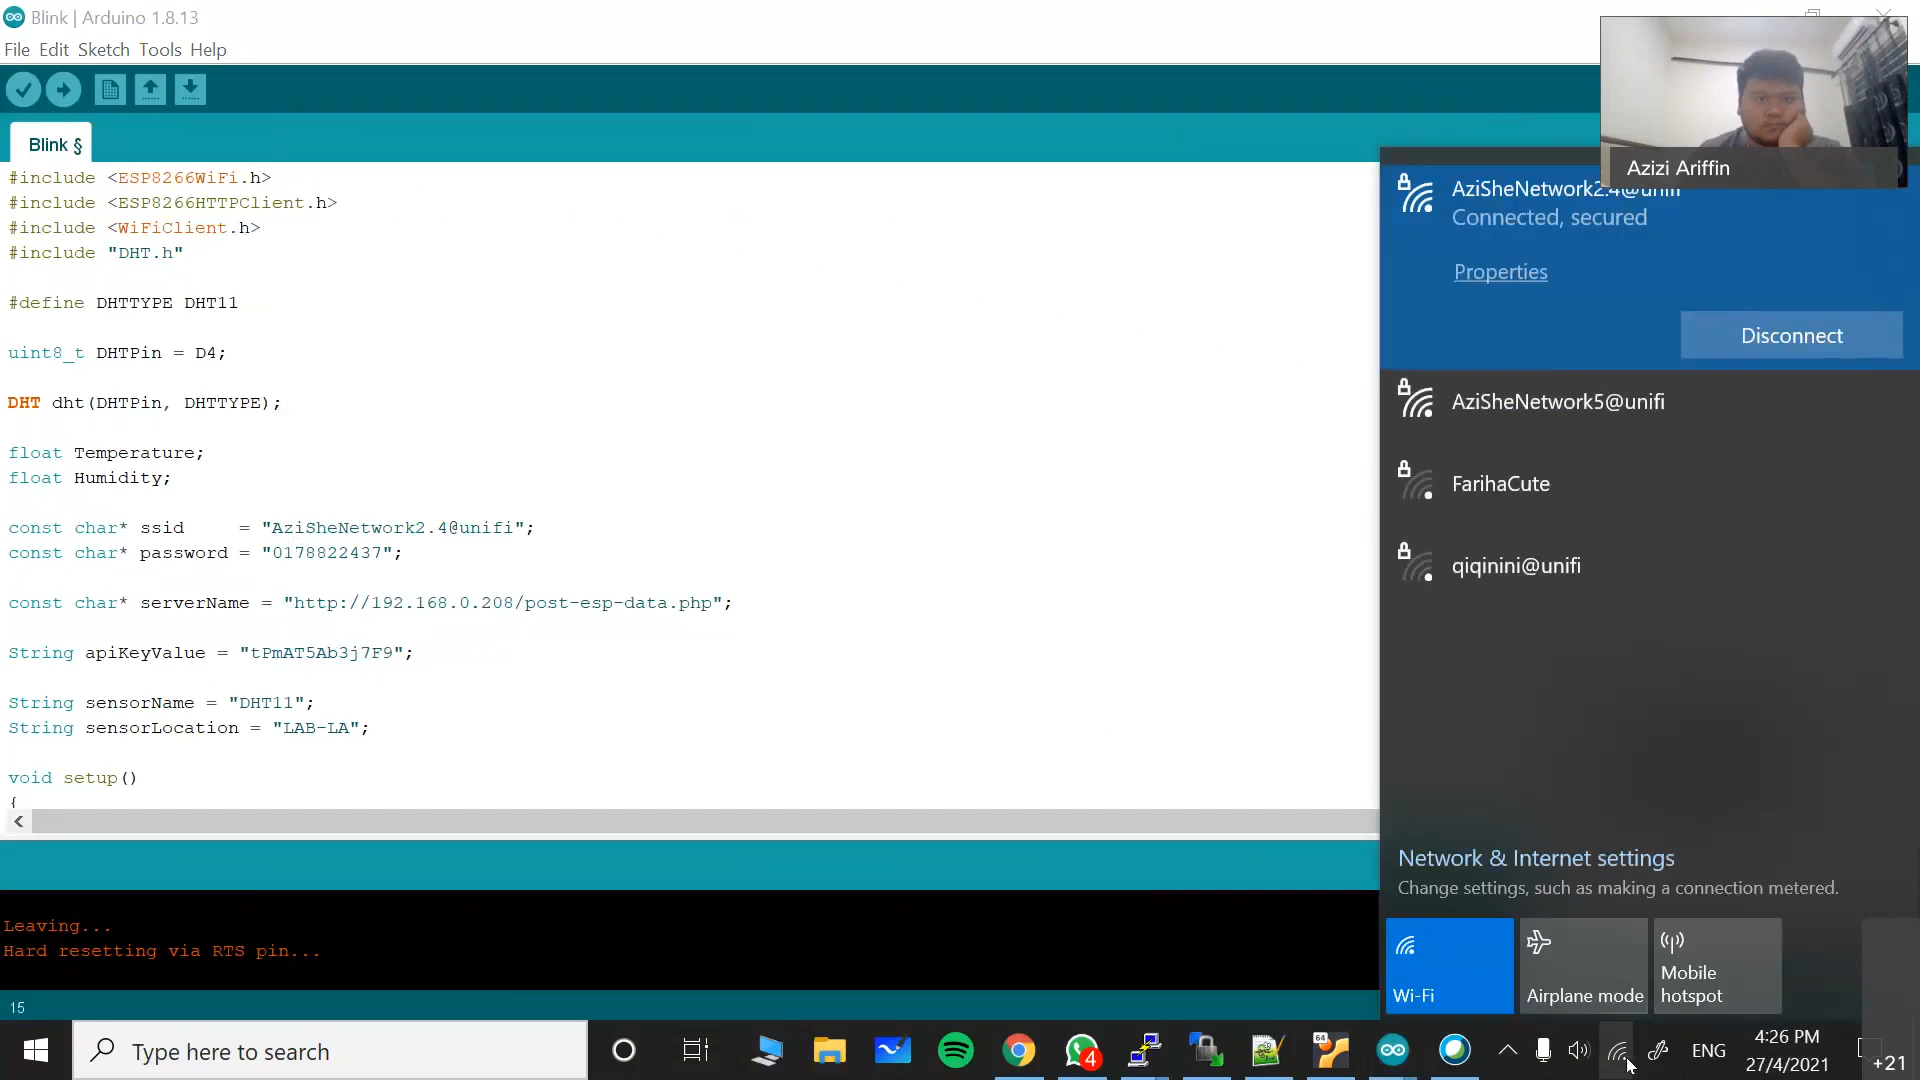 Blink | Arduino 1.8.13
File Edit Sketch Tools Help
Blink §
#include <ESP8266WiFi.h>
#include <ESP8266HTTPClient.h>
#include <WiFiClient.h>
#include "DHT.h"
#define DHTTYPE DHT11
uint8_t DHTPin = D4;
DHT dht(DHTPin, DHTTYPE);
float Temperature;
float Humidity;
const char* ssid     = "AziSheNetwork2.4@unifi";
const char* password = "0178822437";
const char* serverName = "http://192.168.0.208/post-esp-data.php";
String apiKeyValue = "tPmAT5Ab3j7F9";
String sensorName = "DHT11";
String sensorLocation = "LAB-LA";
void setup()
{
Leaving...
Hard resetting via RTS pin...
15
Azizi Ariffin
AziSheNetwork2.4@unifi
Connected, secured
Properties
Disconnect
AziSheNetwork5@unifi
FarihaCute
qiqinini@unifi
Network & Internet settings
Change settings, such as making a connection metered.
Wi-Fi
Airplane mode
Mobile
hotspot
Type here to search
4
64
ENG
4:26 PM
27/4/2021
+21